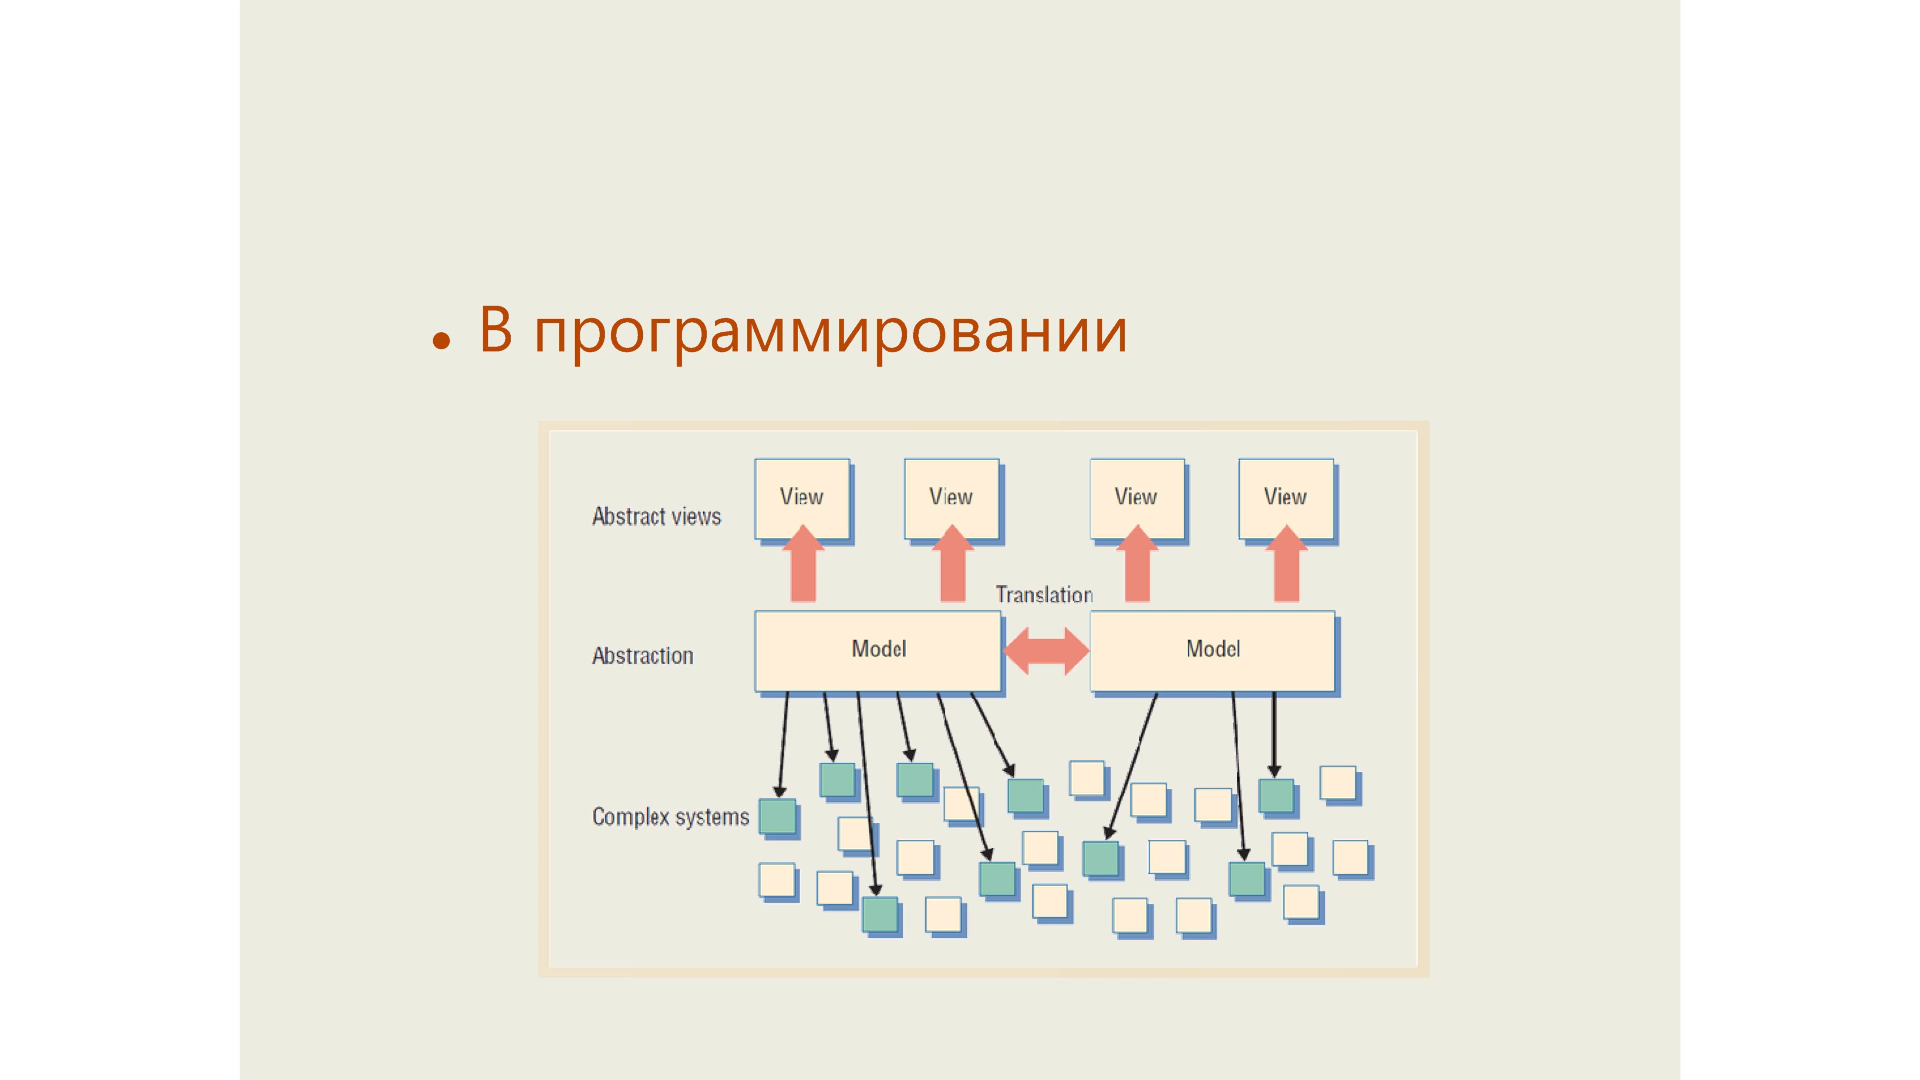 • В программировании
View View View View
Abstract views
Translation
Model Model
Abstraction
Complex systems